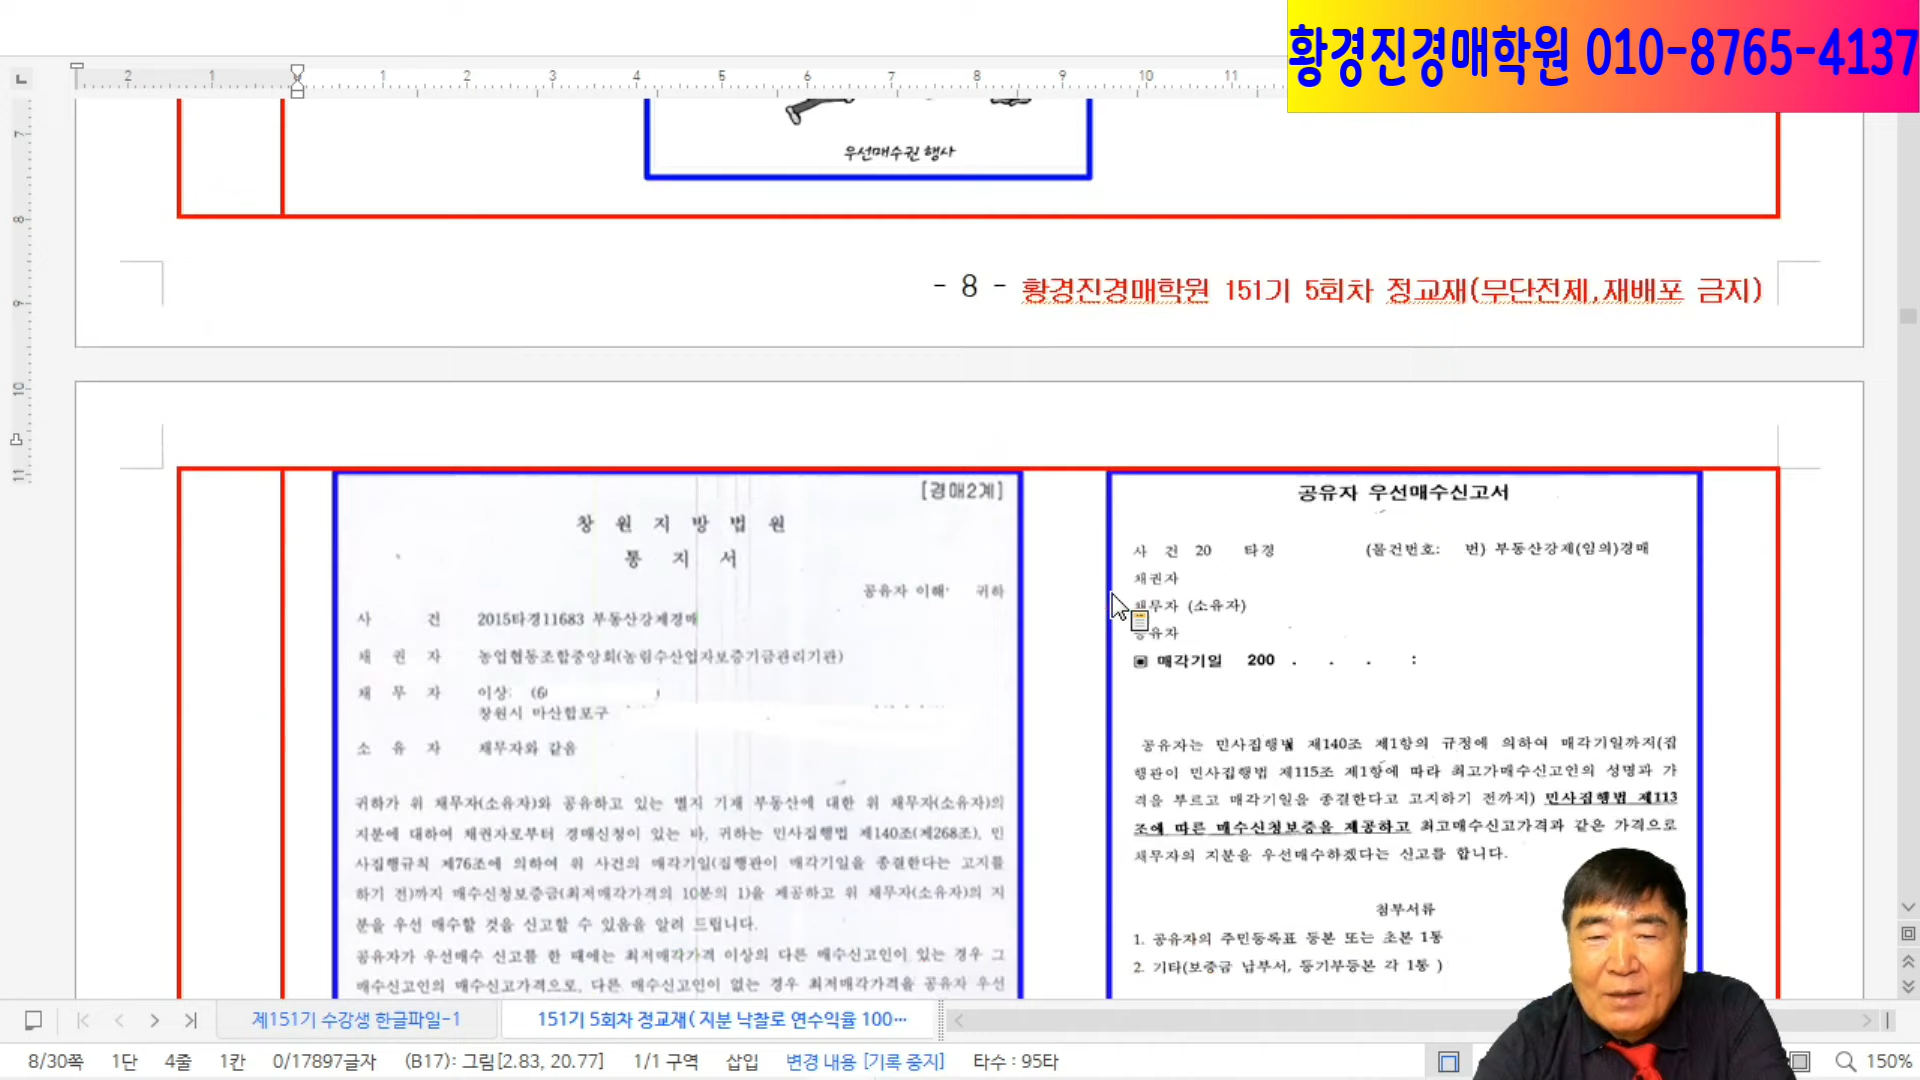 황경진경매학원 010-8765-4137
2 1 1 2 3 4 5 6 7 8 9 10 11
7
8
9
10
11
우선매수권 행사
- 8 - 황경진경매학원 151기 5회차 정교재(무단전제,재배포 금지)
[경매2계]
창 원 지 방 법 원
통 지 서
공유자 이해 귀하
사 건 2015타경11683 부동산강제경매
채 권 자 농업협동조합중앙회(농림수산업자보증기금관리기관)
채 무 자 이상 (6
창원시 마산합포구
소 유 자 채무자와 같음
귀하가 위 채무자(소유자)와 공유하고 있는 별지 기재 부동산에 대한 위 채무자(소유자)의
지분에 대하여 채권자로부터 경매신청이 있는 바, 귀하는 민사집행법 제140조(제268조), 민
사집행규칙 제76조에 의하여 위 사건의 매각기일(집행관이 매각기일을 종결한다는 고지를
하기 전)까지 매수신청보증금(최저매각가격의 10분의 1)을 제공하고 위 채무자(소유자)의 지
분을 우선 매수할 것을 신고할 수 있음을 알려 드립니다.
공유자가 우선매수 신고를 한 때에는 최저매각가격 이상의 다른 매수신고인이 있는 경우 그
매수신고인의 매수신고가격으로, 다른 매수신고인이 없는 경우 최저매각가격을 공유자 우선
공유자 우선매수신고서
사 건 20 타경 (물건번호: 번) 부동산강제(임의)경매
채권자
채무자 (소유자)
공유자
▣ 매각기일 200 . . . :
공유자는 민사집행법 제140조 제1항의 규정에 의하여 매각기일까지(집
행관이 민사집행법 제115조 제1항에 따라 최고가매수신고인의 성명과 가
격을 부르고 매각기일을 종결한다고 고지하기 전까지) 민사집행법 제113
조에 따른 매수신청보증을 제공하고 최고매수신고가격과 같은 가격으로
채무자의 지분을 우선매수하겠다는 신고를 합니다.
첨부서류
1. 공유자의 주민등록표 등본 또는 초본 1통
2. 기타(보증금 납부서, 등기부등본 각 1통 )
제151기 수강생 한글파일-1
151기 5회차 정교재( 지분 낙찰로 연수익율 100···
8/30쪽 1단 4줄 1칸 0/17897글자 (B17): 그림[2.83, 20.77] 1/1 구역 삽입 변경 내용 [기록 중지] 타수 : 95타 150%